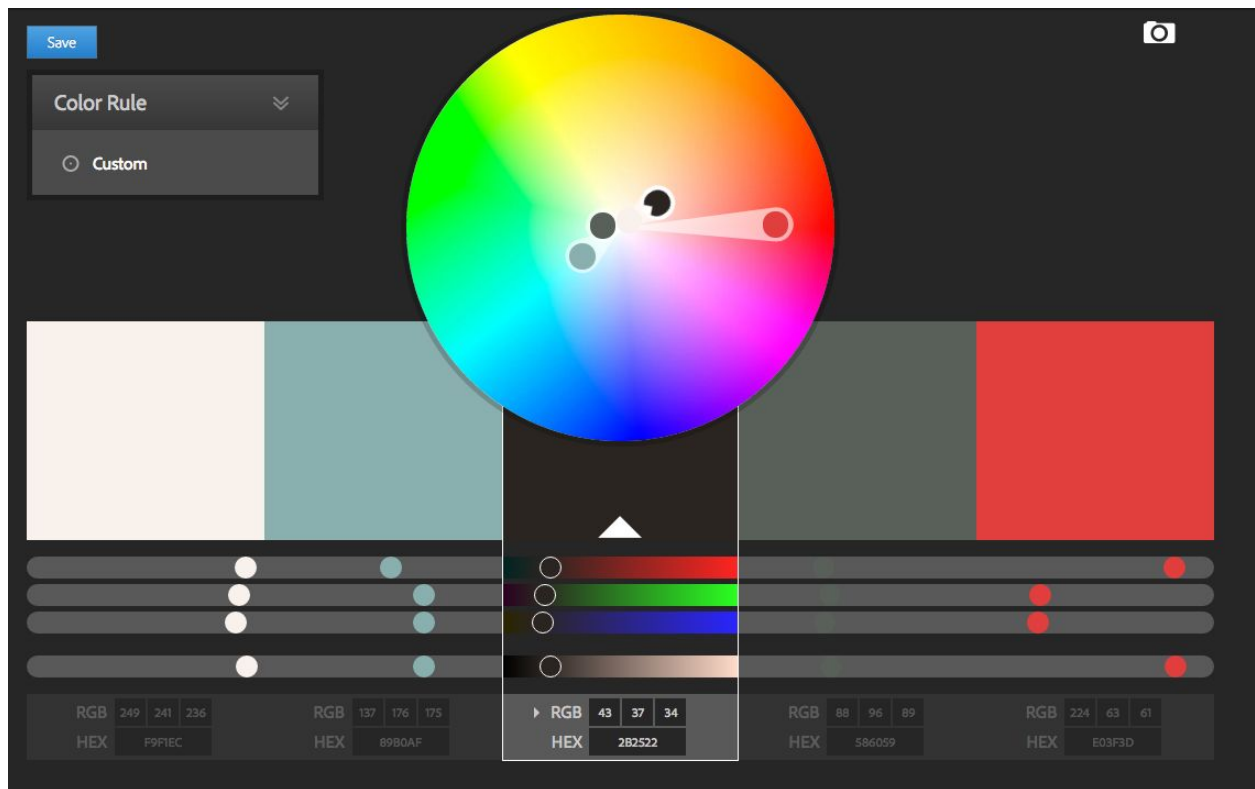 Save
Color Rule
Custom
RGB 249 241 236 RGB 137 176 175 RGB 43 37 34 RGB 88 96 89 RGB 224 63 61
HEX F9F1EC HEX 89B0AF HEX 2B2522 HEX 586059 HEX E03F3D